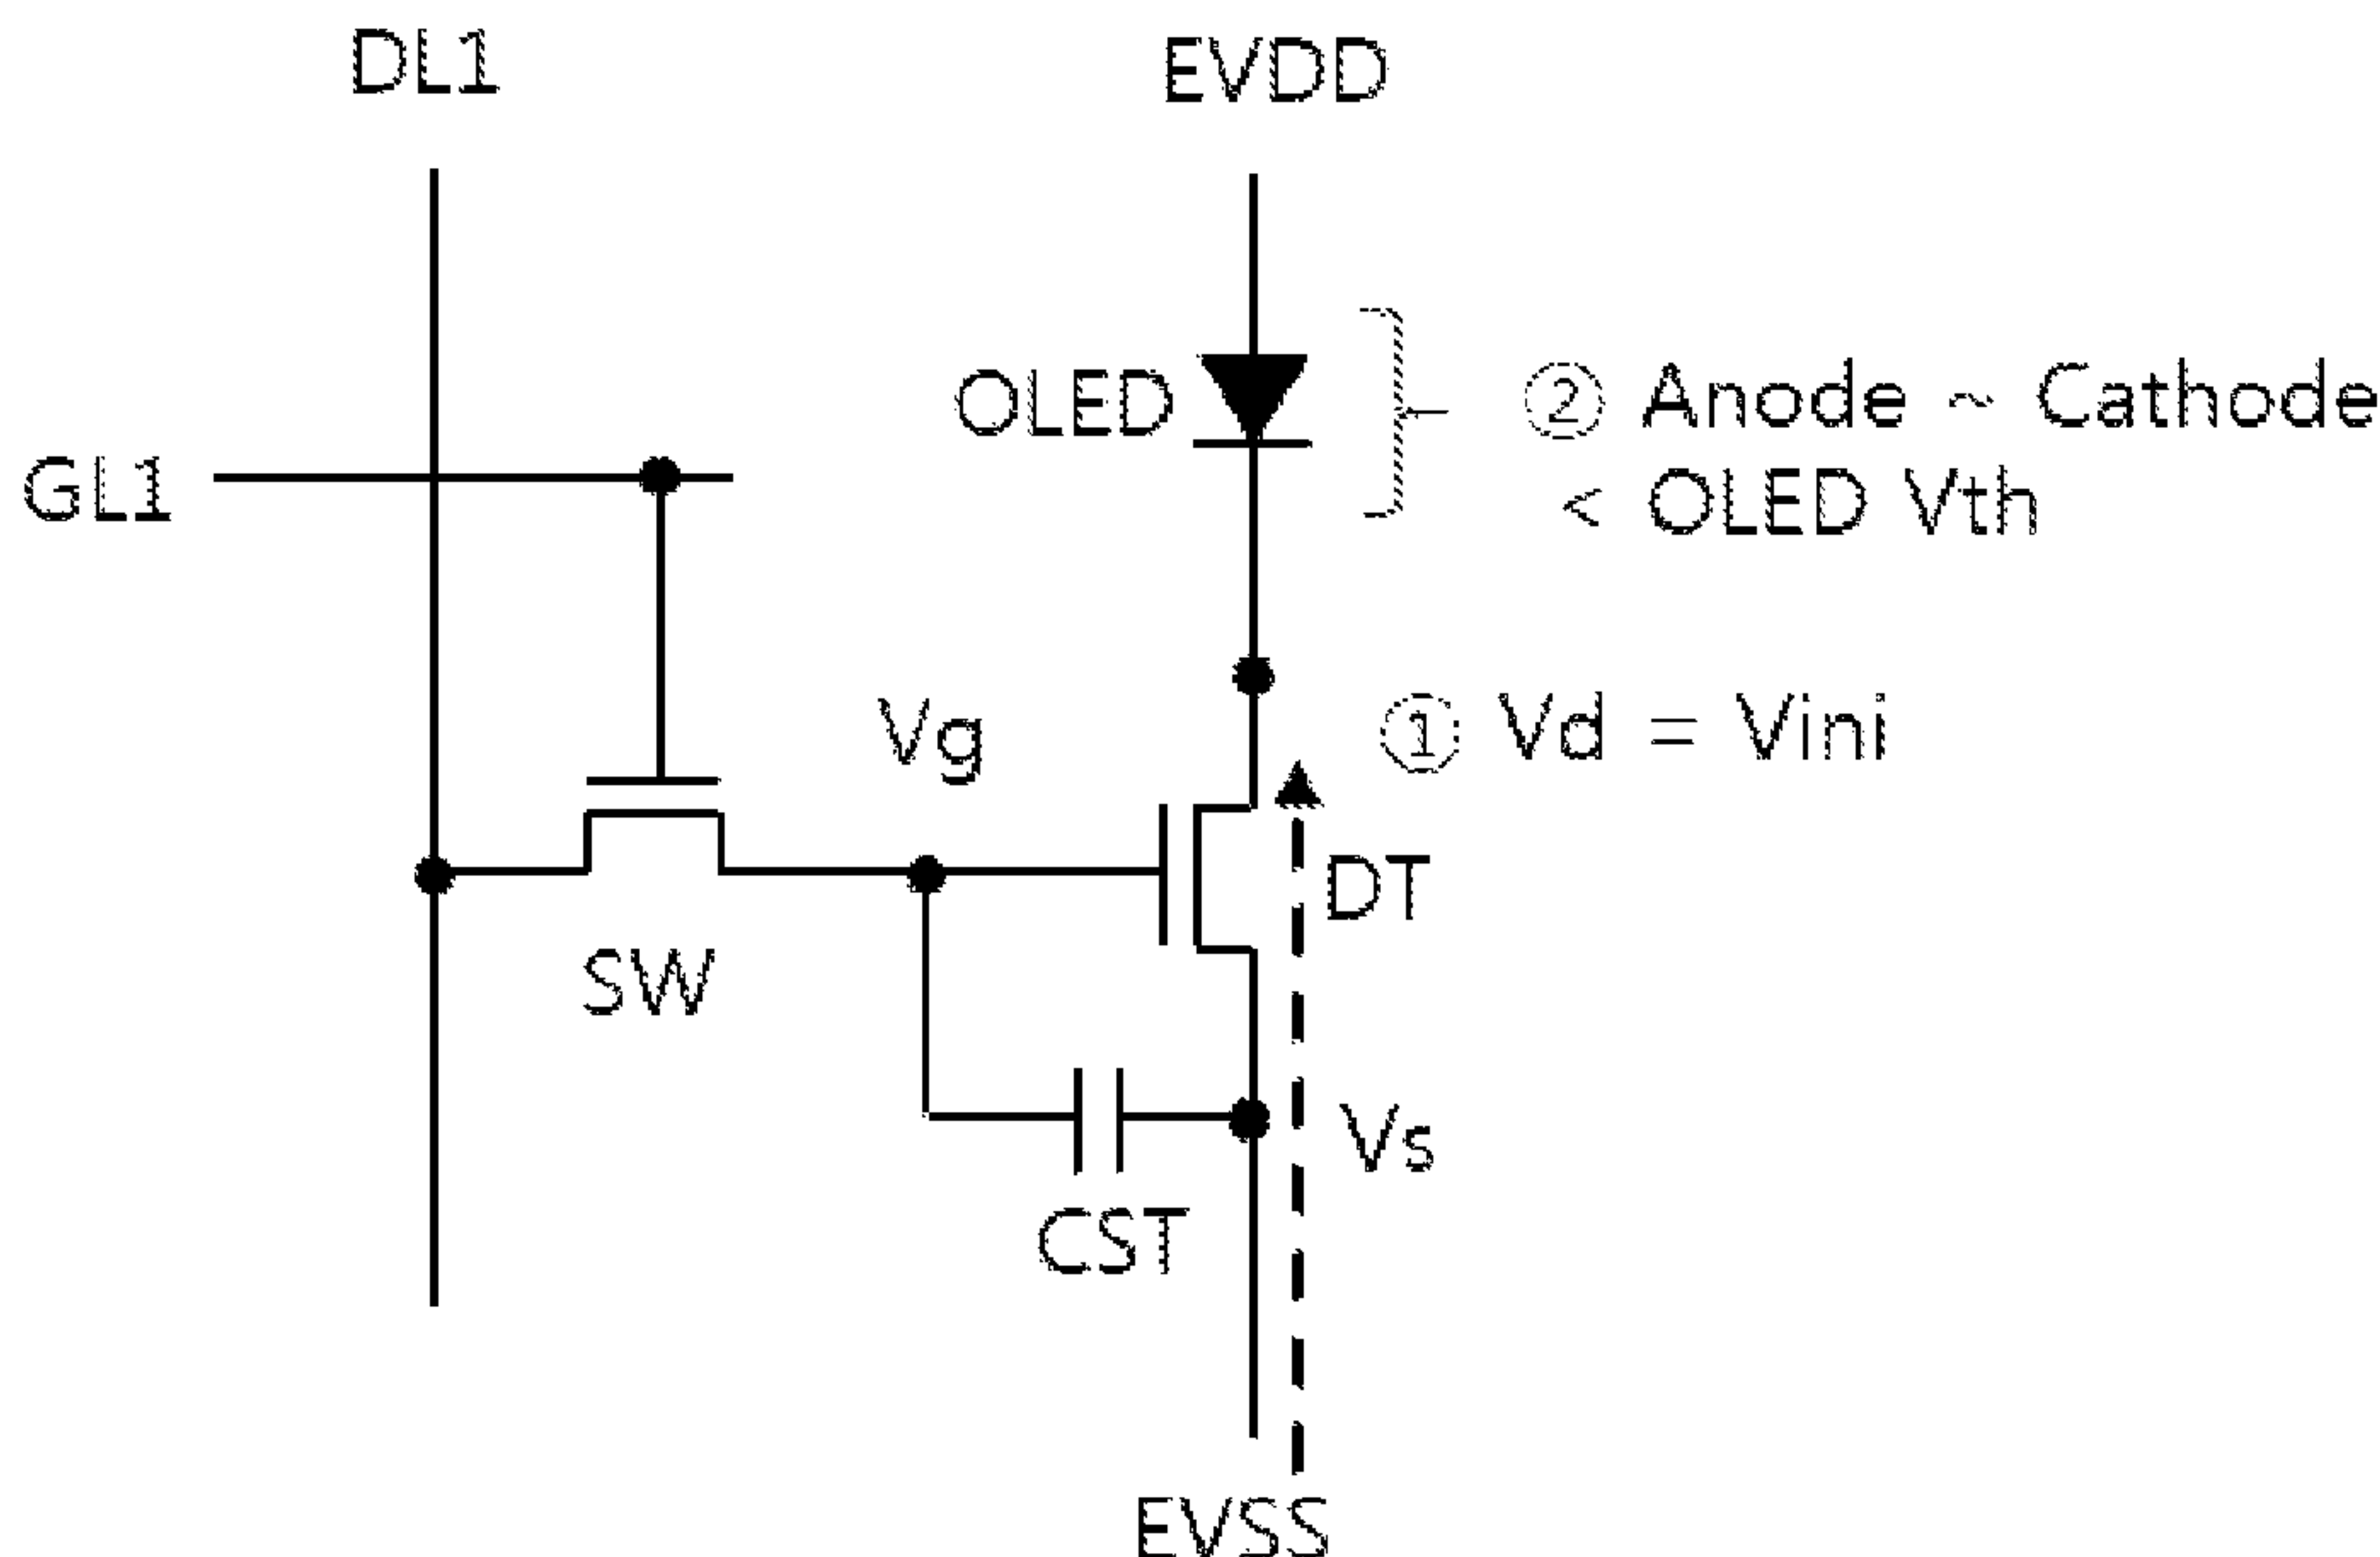 DL1
EVDD
OLED
② Anode ~ Cathode
< OLED Vth
GL1
Vg
① Vd = Vini
DT
SW
Vs
CST
EVSS